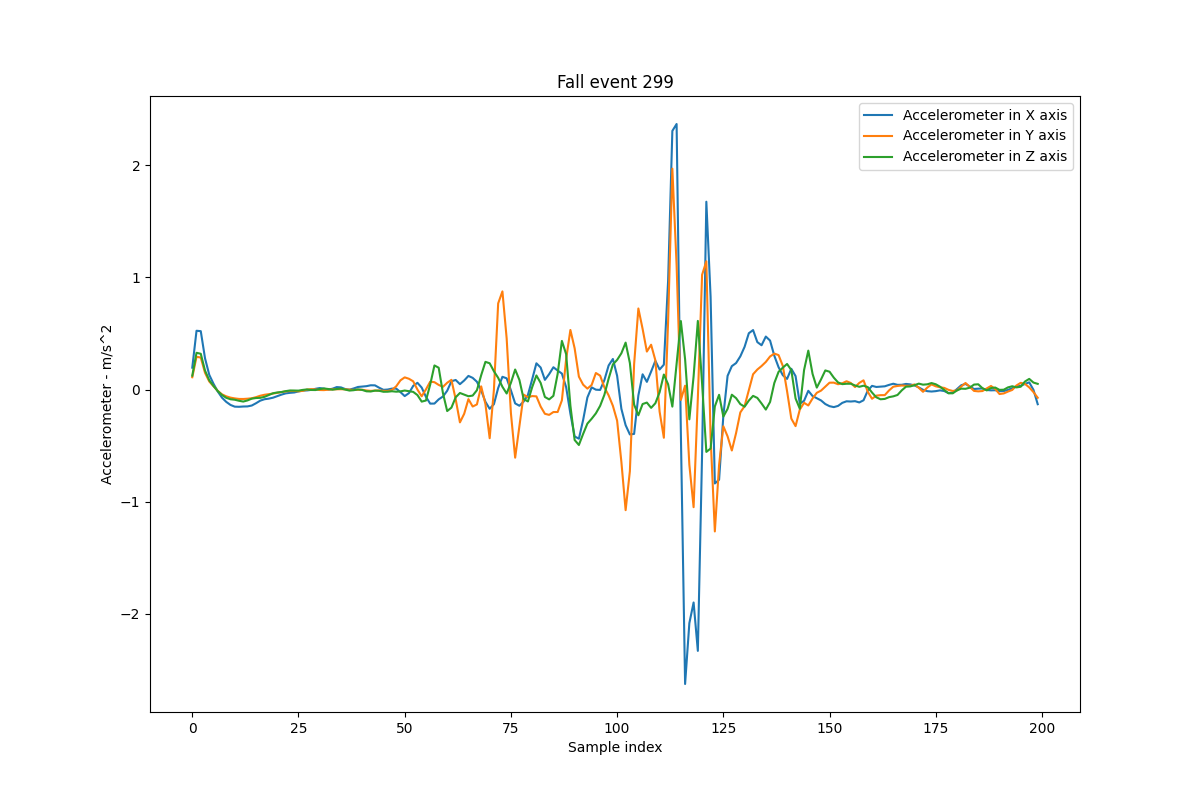 Fall event 299
Accelerometer in X axis
Accelerometer in Y axis
Accelerometer in Z axis
Accelerometer - m/s^2
2
1
0
−1
−2
0 25 50 75 100 125 150 175 200
Sample index